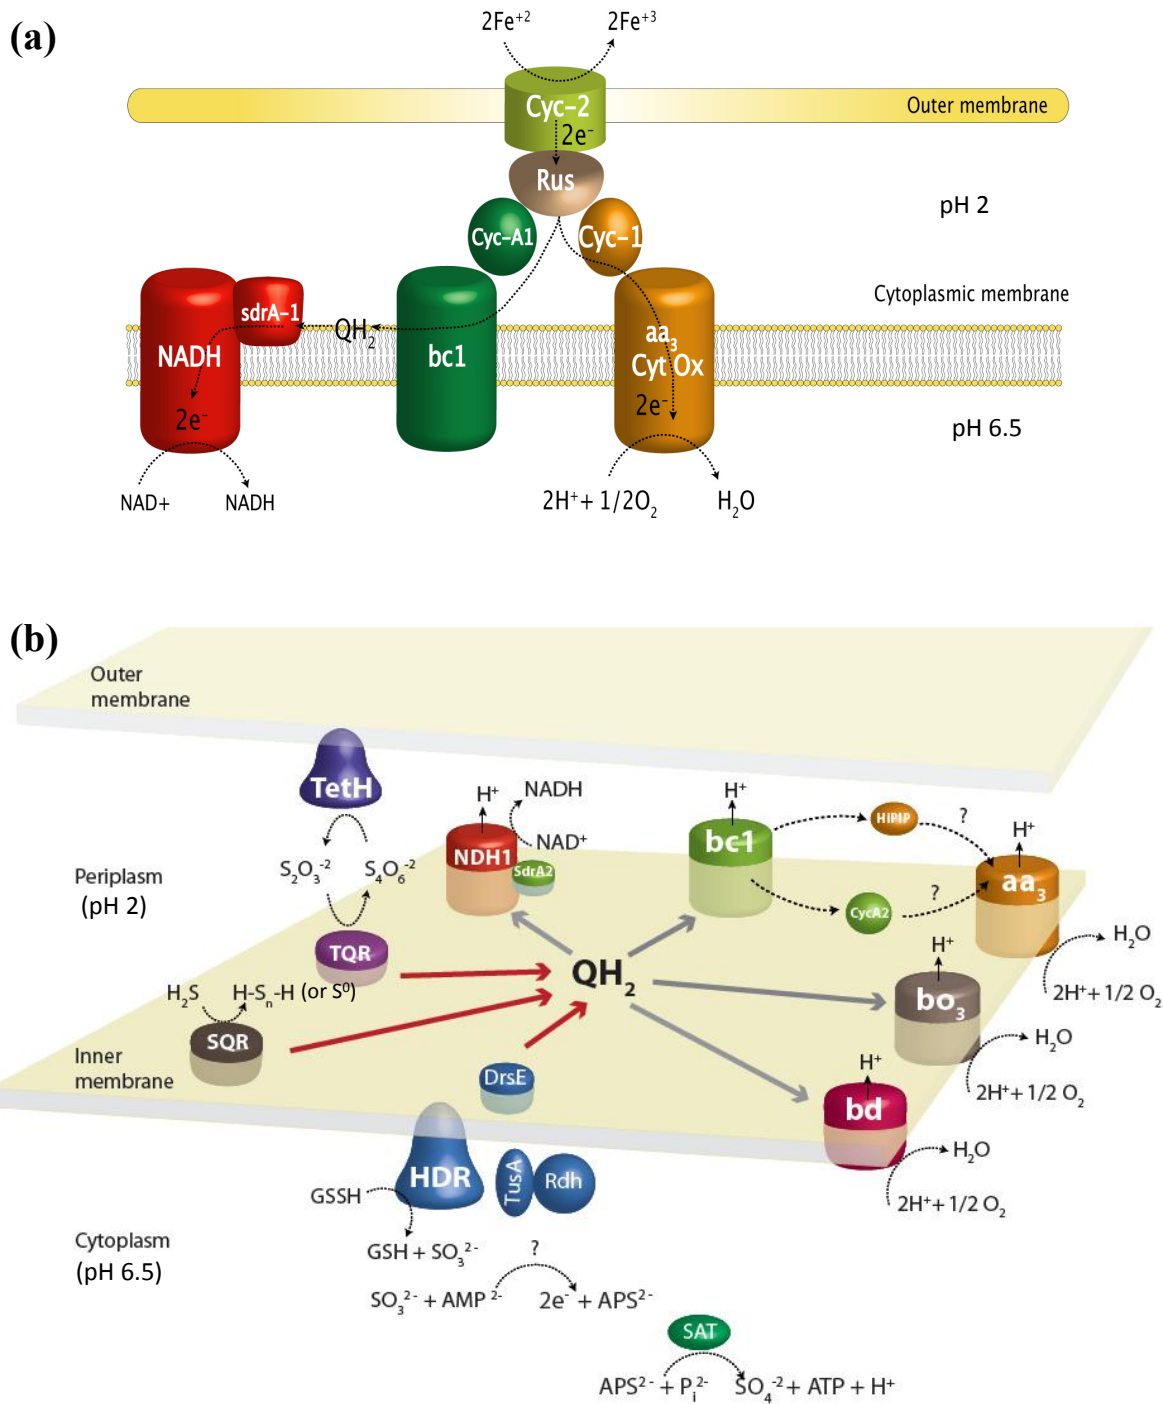 (a)
2Fe+2
2Fe+3
Cyc-2
Outer membrane
2e-
Rus
pH 2
Cyc-A1
Cyc-1
Cytoplasmic membrane
sdrA-1
QH2
NADH
bc1
aa3
Cyt Ox
2e-
2e-
pH 6.5
NAD+
NADH
2H+ + 1/2O2
H2O
(b)
Outer
membrane
TetH
NADH
H+
NAD+
NDH1
SdrA2
H+
bc1
HiPIP
?
H+
aa3
S2O3-2
S4O6-2
Periplasm
(pH 2)
CycA2
?
TQR
H2O
H2S
H-Sn-H (or S0)
QH2
H+
bo3
2H+ + 1/2 O2
SQR
H2O
Inner
membrane
DrsE
H+
bd
2H+ + 1/2 O2
H2O
HDR
TusA
Rdh
GSSH
2H+ + 1/2 O2
Cytoplasm
(pH 6.5)
GSH + SO32-
?
SO32- + AMP2-
2e- + APS2-
SAT
APS2- + Pi2-
SO4-2 + ATP + H+